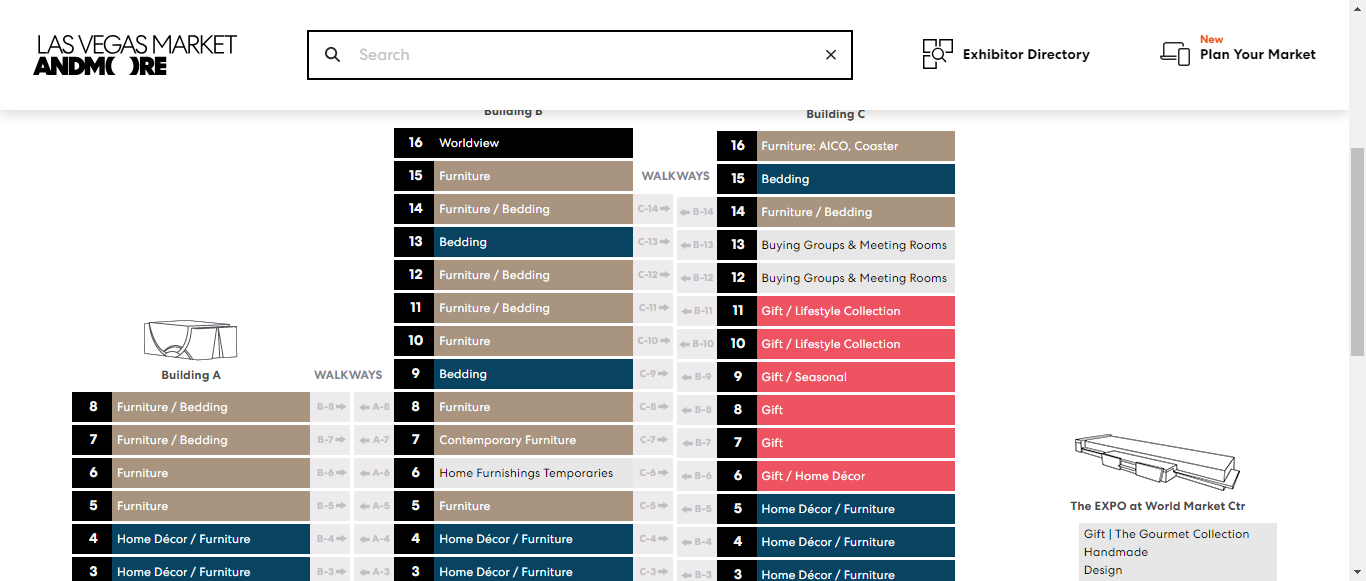 LAS VEGAS MARKET
ANDMORE
Search
Exhibitor Directory
New
Plan Your Market
Building B
Building C
16 Worldview
16 Furniture: AICO, Coaster
15 Furniture
WALKWAYS
15 Bedding
14 Furniture / Bedding
C-14
B-14
14 Furniture / Bedding
13 Bedding
C-13
B-13
13 Buying Groups & Meeting Rooms
12 Furniture / Bedding
C-12
B-12
12 Buying Groups & Meeting Rooms
11 Furniture / Bedding
C-11
B-11
11 Gift / Lifestyle Collection
10 Furniture
C-10
B-10
10 Gift / Lifestyle Collection
Building A
WALKWAYS
9 Bedding
C-9
B-9
9 Gift / Seasonal
8 Furniture / Bedding
B-8
A-8
8 Furniture
C-8
B-8
8 Gift
7 Furniture / Bedding
B-7
A-7
7 Contemporary Furniture
C-7
B-7
7 Gift
6 Furniture
B-6
A-6
6 Home Furnishings Temporaries
C-6
B-6
6 Gift / Home Décor
5 Furniture
B-5
A-5
5 Furniture
C-5
B-5
5 Home Décor / Furniture
4 Home Décor / Furniture
B-4
A-4
4 Home Décor / Furniture
C-4
B-4
4 Home Décor / Furniture
3 Home Décor / Furniture
B-3
A-3
3 Home Décor / Furniture
C-3
B-3
3 Home Décor / Furniture
The EXPO at World Market Ctr
Gift | The Gourmet Collection
Handmade
Design